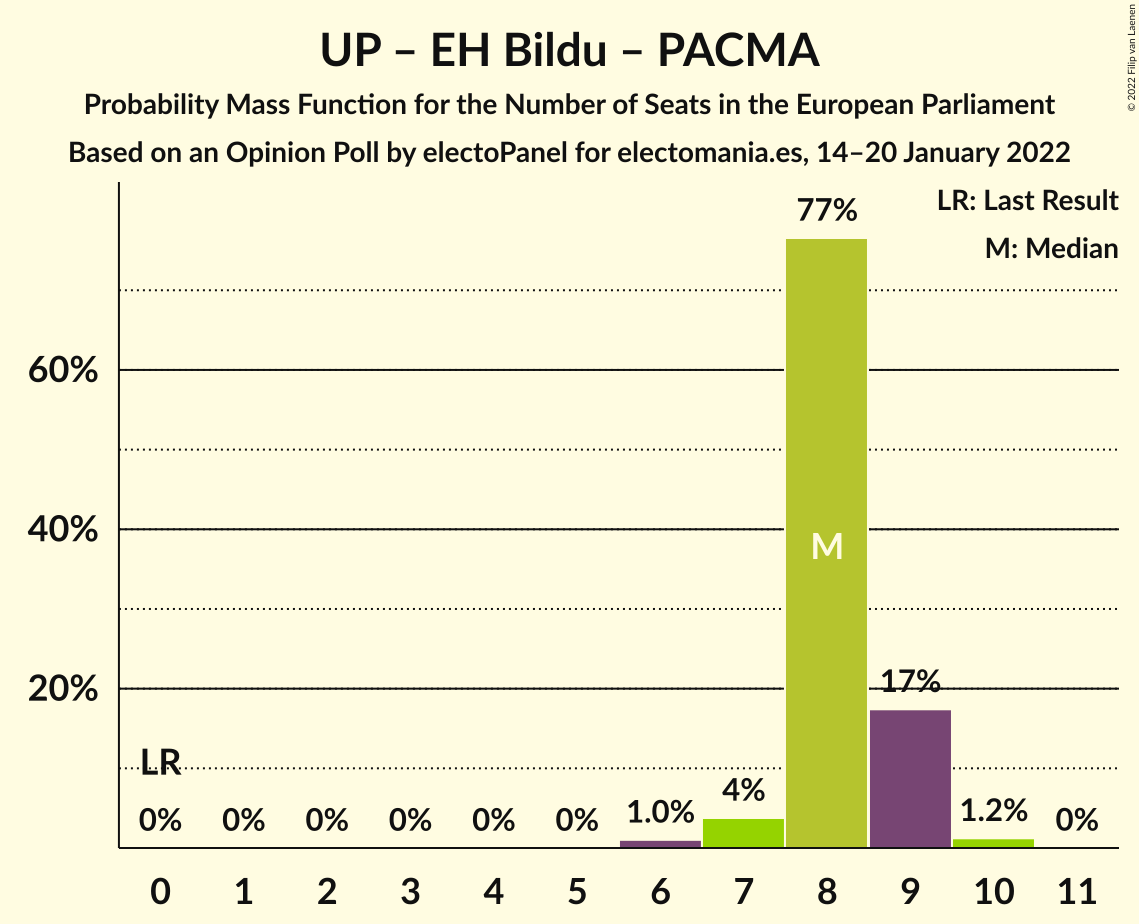 UP – EH Bildu – PACMA
Probability Mass Function for the Number of Seats in the European Parliament
Based on an Opinion Poll by electoPanel for electomania.es, 14–20 January 2022
© 2022 Filip van Laenen
LR: Last Result
M: Median
77%
60%
40%
M
20%
17%
LR
4%
0% 0% 0% 0% 0% 0% 1.0% 1.2% 0%
0 1 2 3 4 5 6 7 8 9 10 11